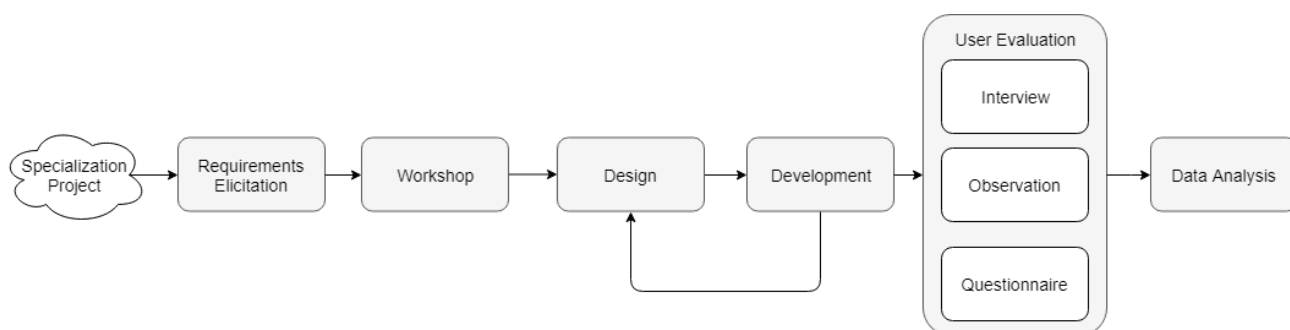 Specialization
Project
Requirements
Elicitation
Workshop
Design
Development
User Evaluation
Interview
Observation
Questionnaire
Data Analysis